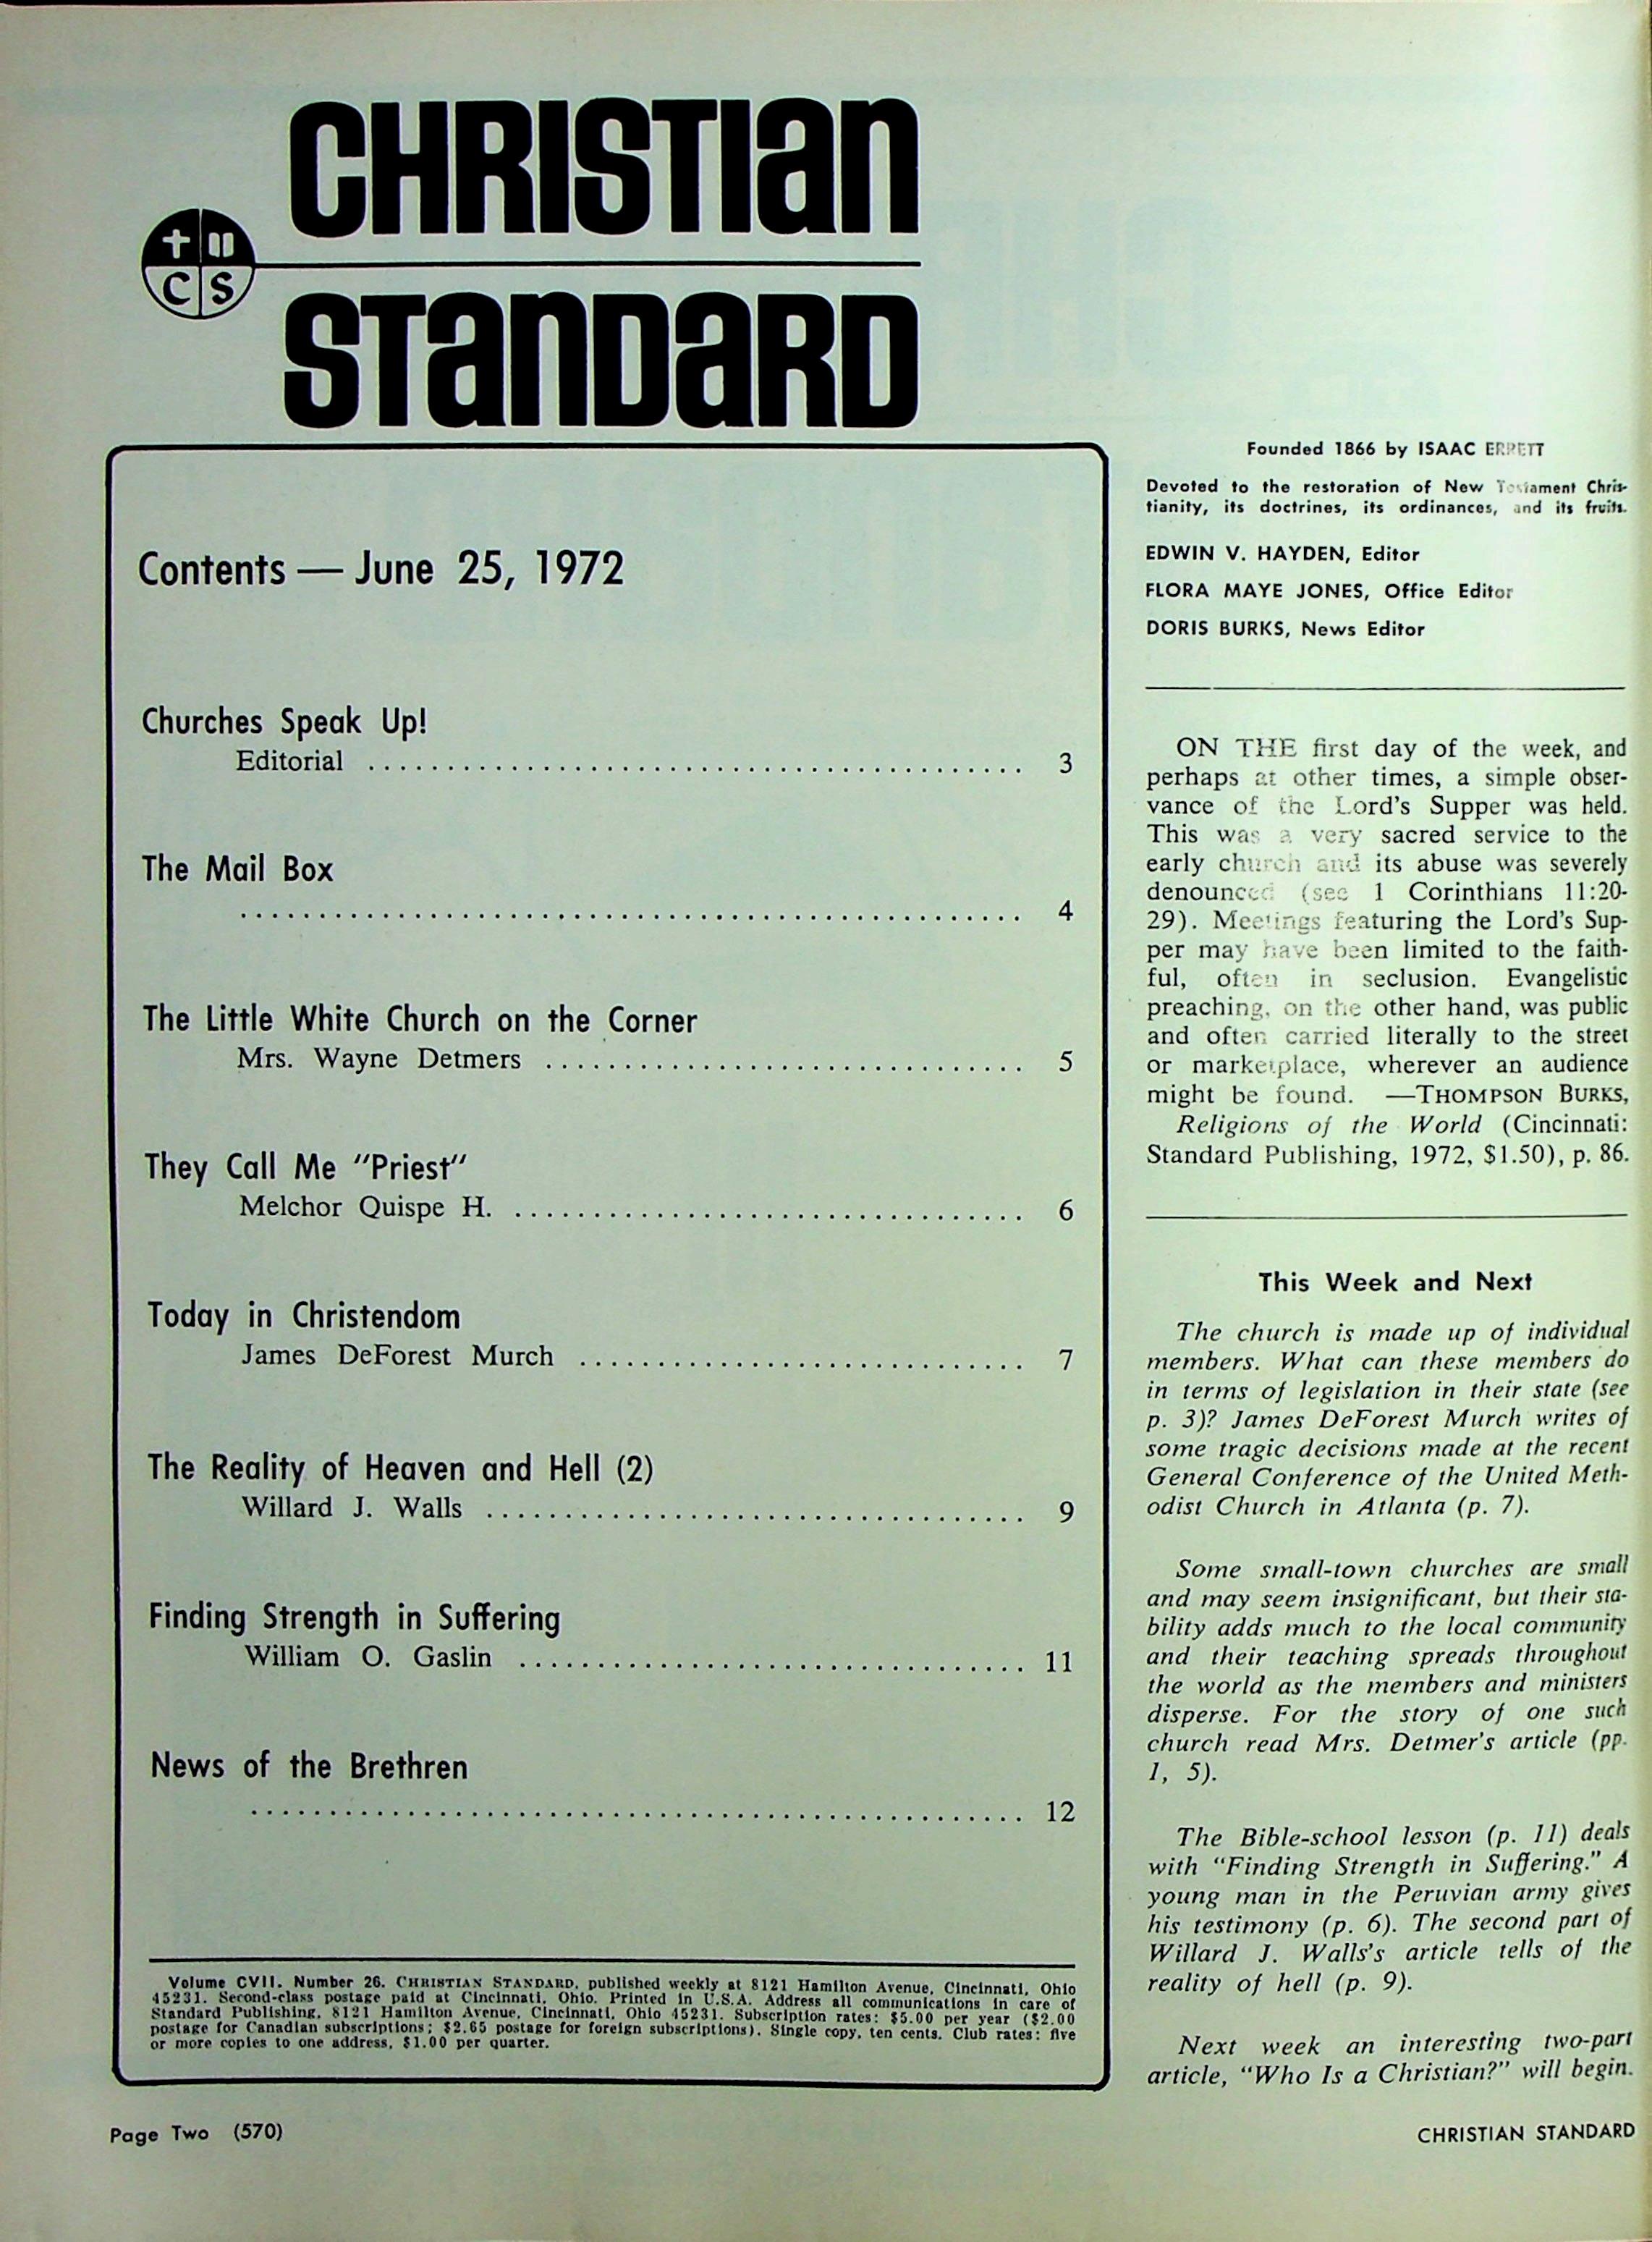 CHRISTIAN
STANDARD
C S
Contents — June 25, 1972
Churches Speak Up!
Editorial ........................................... 3
The Mail Box
................................................... 4
The Little White Church on the Corner
Mrs. Wayne Detmers ............................... 5
They Call Me "Priest"
Melchor Quispe H. ................................. 6
Today in Christendom
James DeForest Murch ............................. 7
The Reality of Heaven and Hell (2)
Willard J. Walls ................................... 9
Finding Strength in Suffering
William O. Gaslin ................................. 11
News of the Brethren
.................................................. 12
Volume CVII. Number 26. CHRISTIAN STANDARD, published weekly at 8121 Hamilton Avenue, Cincinnati, Ohio
45231. Second-class postage paid at Cincinnati, Ohio. Printed in U.S.A. Address all communications in care of
Standard Publishing, 8121 Hamilton Avenue, Cincinnati, Ohio 45231. Subscription rates: $5.00 per year ($2.00
postage for Canadian subscriptions; $2.65 postage for foreign subscriptions). Single copy, ten cents. Club rates: five
or more copies to one address, $1.00 per quarter.
Founded 1866 by ISAAC ERRETT
Devoted to the restoration of New Testament Chris-
tianity, its doctrines, its ordinances, and its fruits.
EDWIN V. HAYDEN, Editor
FLORA MAYE JONES, Office Editor
DORIS BURKS, News Editor
ON THE first day of the week, and
perhaps at other times, a simple obser-
vance of the Lord's Supper was held.
This was a very sacred service to the
early church and its abuse was severely
denounced (see 1 Corinthians 11:20-
29). Meetings featuring the Lord's Sup-
per may have been limited to the faith-
ful, often in seclusion. Evangelistic
preaching, on the other hand, was public
and often carried literally to the street
or marketplace, wherever an audience
might be found. —THOMPSON BURKS,
Religions of the World (Cincinnati:
Standard Publishing, 1972, $1.50), p. 86.
This Week and Next
The church is made up of individual
members. What can these members do
in terms of legislation in their state (see
p. 3)? James DeForest Murch writes of
some tragic decisions made at the recent
General Conference of the United Meth-
odist Church in Atlanta (p. 7).
Some small-town churches are small
and may seem insignificant, but their sta-
bility adds much to the local community
and their teaching spreads throughout
the world as the members and ministers
disperse. For the story of one such
church read Mrs. Detmer's article (pp.
1, 5).
The Bible-school lesson (p. 11) deals
with "Finding Strength in Suffering." A
young man in the Peruvian army gives
his testimony (p. 6). The second part of
Willard J. Walls's article tells of the
reality of hell (p. 9).
Next week an interesting two-part
article, "Who Is a Christian?" will begin.
Page Two (570)
CHRISTIAN STANDARD